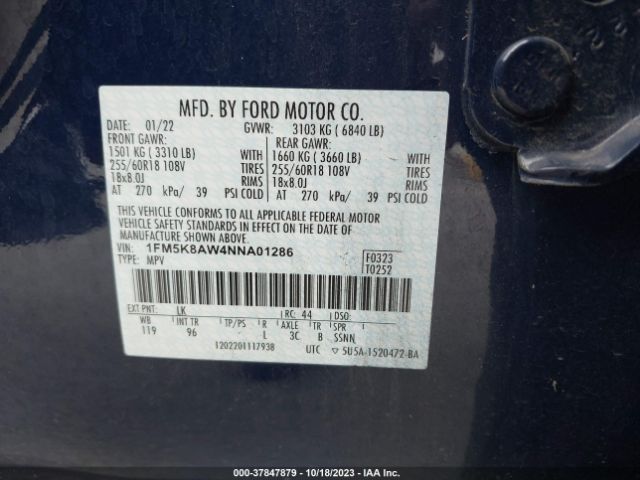 MFD. BY FORD MOTOR CO.
DATE: 01/22 GVWR: 3103 KG ( 6840 LB)
FRONT GAWR: REAR GAWR:
1501 KG ( 3310 LB) WITH 1660 KG ( 3660 LB) WITH
255/60R18 108V TIRES 255/60R18 108V TIRES
18x8.0J RIMS 18x8.0J RIMS
AT 270 kPa/ 39 PSI COLD AT 270 kPa/ 39 PSI COLD
THIS VEHICLE CONFORMS TO ALL APPLICABLE FEDERAL MOTOR
VEHICLE SAFETY STANDARDS IN EFFECT ON THE DATE OF
MANUFACTURE SHOWN ABOVE.
VIN: 1FM5K8AW4NNA01286 F0323
TYPE: MPV T0252
EXT PNT: LK RC: 44 DSO:
WB INT TR TP/PS R AXLE TR SPR
119 96 - L 3C B SSNN
1202201117938 UTC 5U5A-1520472-BA
000-37847879 - 10/18/2023 - IAA Inc.